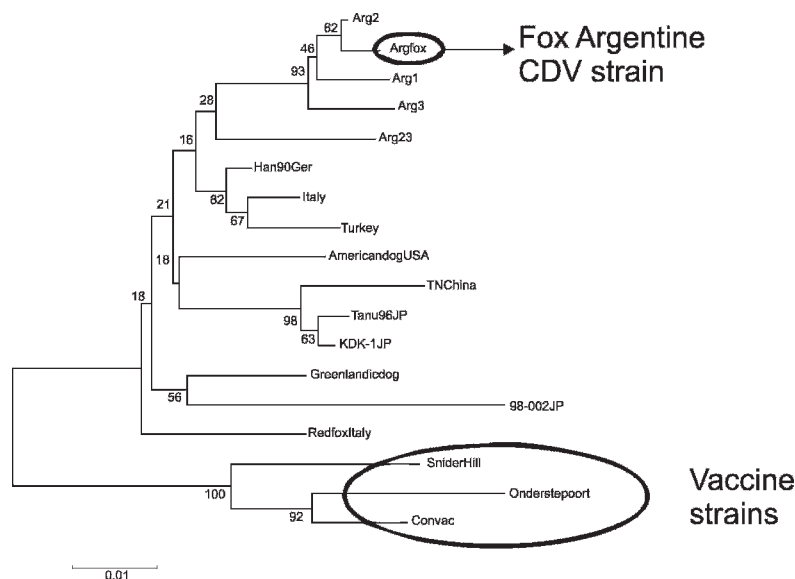 Arg2
62
Argfox
Fox Argentine
CDV strain
46
Arg1
93
Arg3
28
Arg23
16
Han90Ger
82
Italy
67
Turkey
21
AmericandogUSA
18
TNChina
98
Tanu96JP
63
KDK-1JP
18
Greenlandicdog
56
98-002JP
RedfoxItaly
SniderHill
100
Onderstepoort
92
Convac
Vaccine
strains
0.01